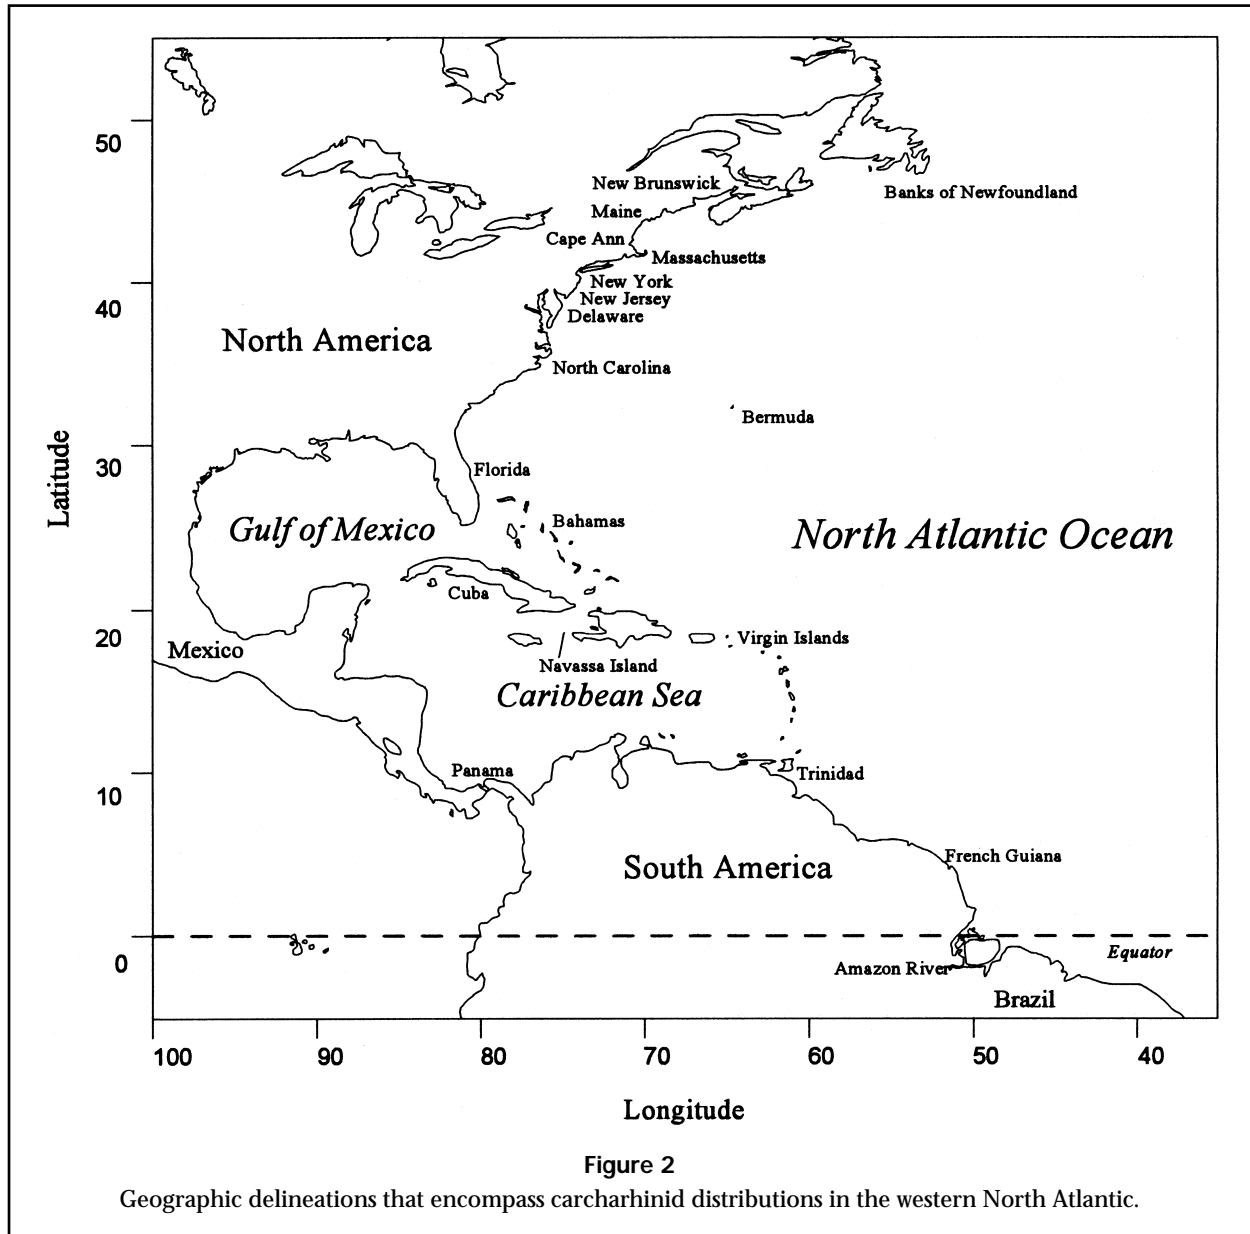 50
New Brunswick
Banks of Newfoundland
Maine
Cape Ann
Massachusetts
New York
40
New Jersey
Delaware
North America
North Carolina
Bermuda
Latitude
30
Florida
Bahamas
Gulf of Mexico
North Atlantic Ocean
Cuba
20
Virgin Islands
Mexico
Navassa Island
Caribbean Sea
Panama
Trinidad
10
French Guiana
South America
0
Equator
Amazon River
Brazil
100 90 80 70 60 50 40
Longitude
Figure 2
Geographic delineations that encompass carcharhinid distributions in the western North Atlantic.